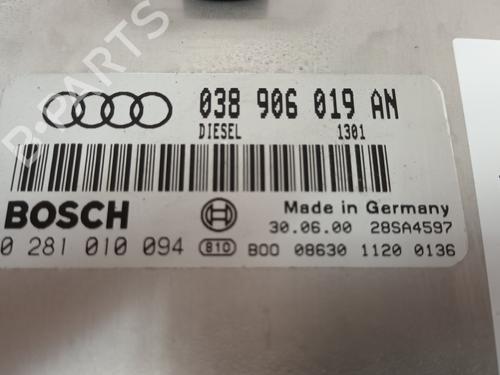 B-PARTS
038 906 019 AN
DIESEL 1301
BOSCH
Made in Germany
30.06.00 28SA4597
0 281 010 094 810 B00 08630 1120 0136